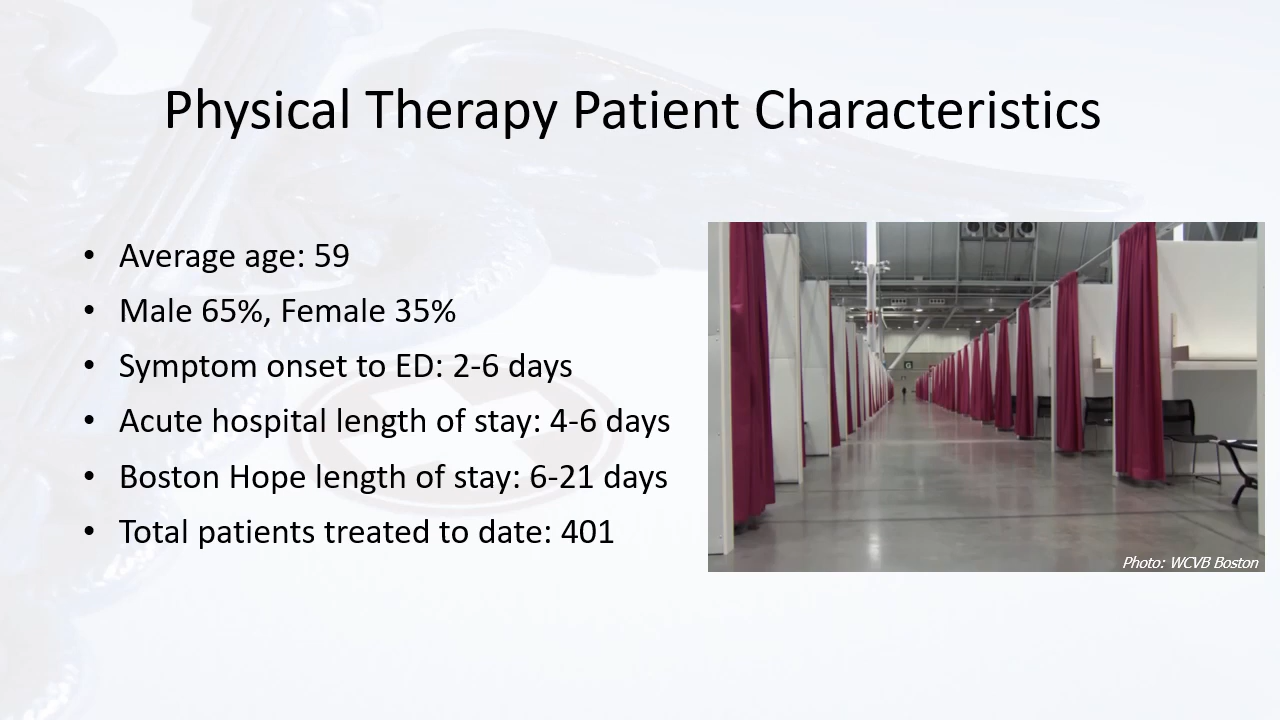 Physical Therapy Patient Characteristics
• Average age: 59
• Male 65%, Female 35%
• Symptom onset to ED: 2-6 days
• Acute hospital length of stay: 4-6 days
• Boston Hope length of stay: 6-21 days
• Total patients treated to date: 401
Photo: WCVB Boston